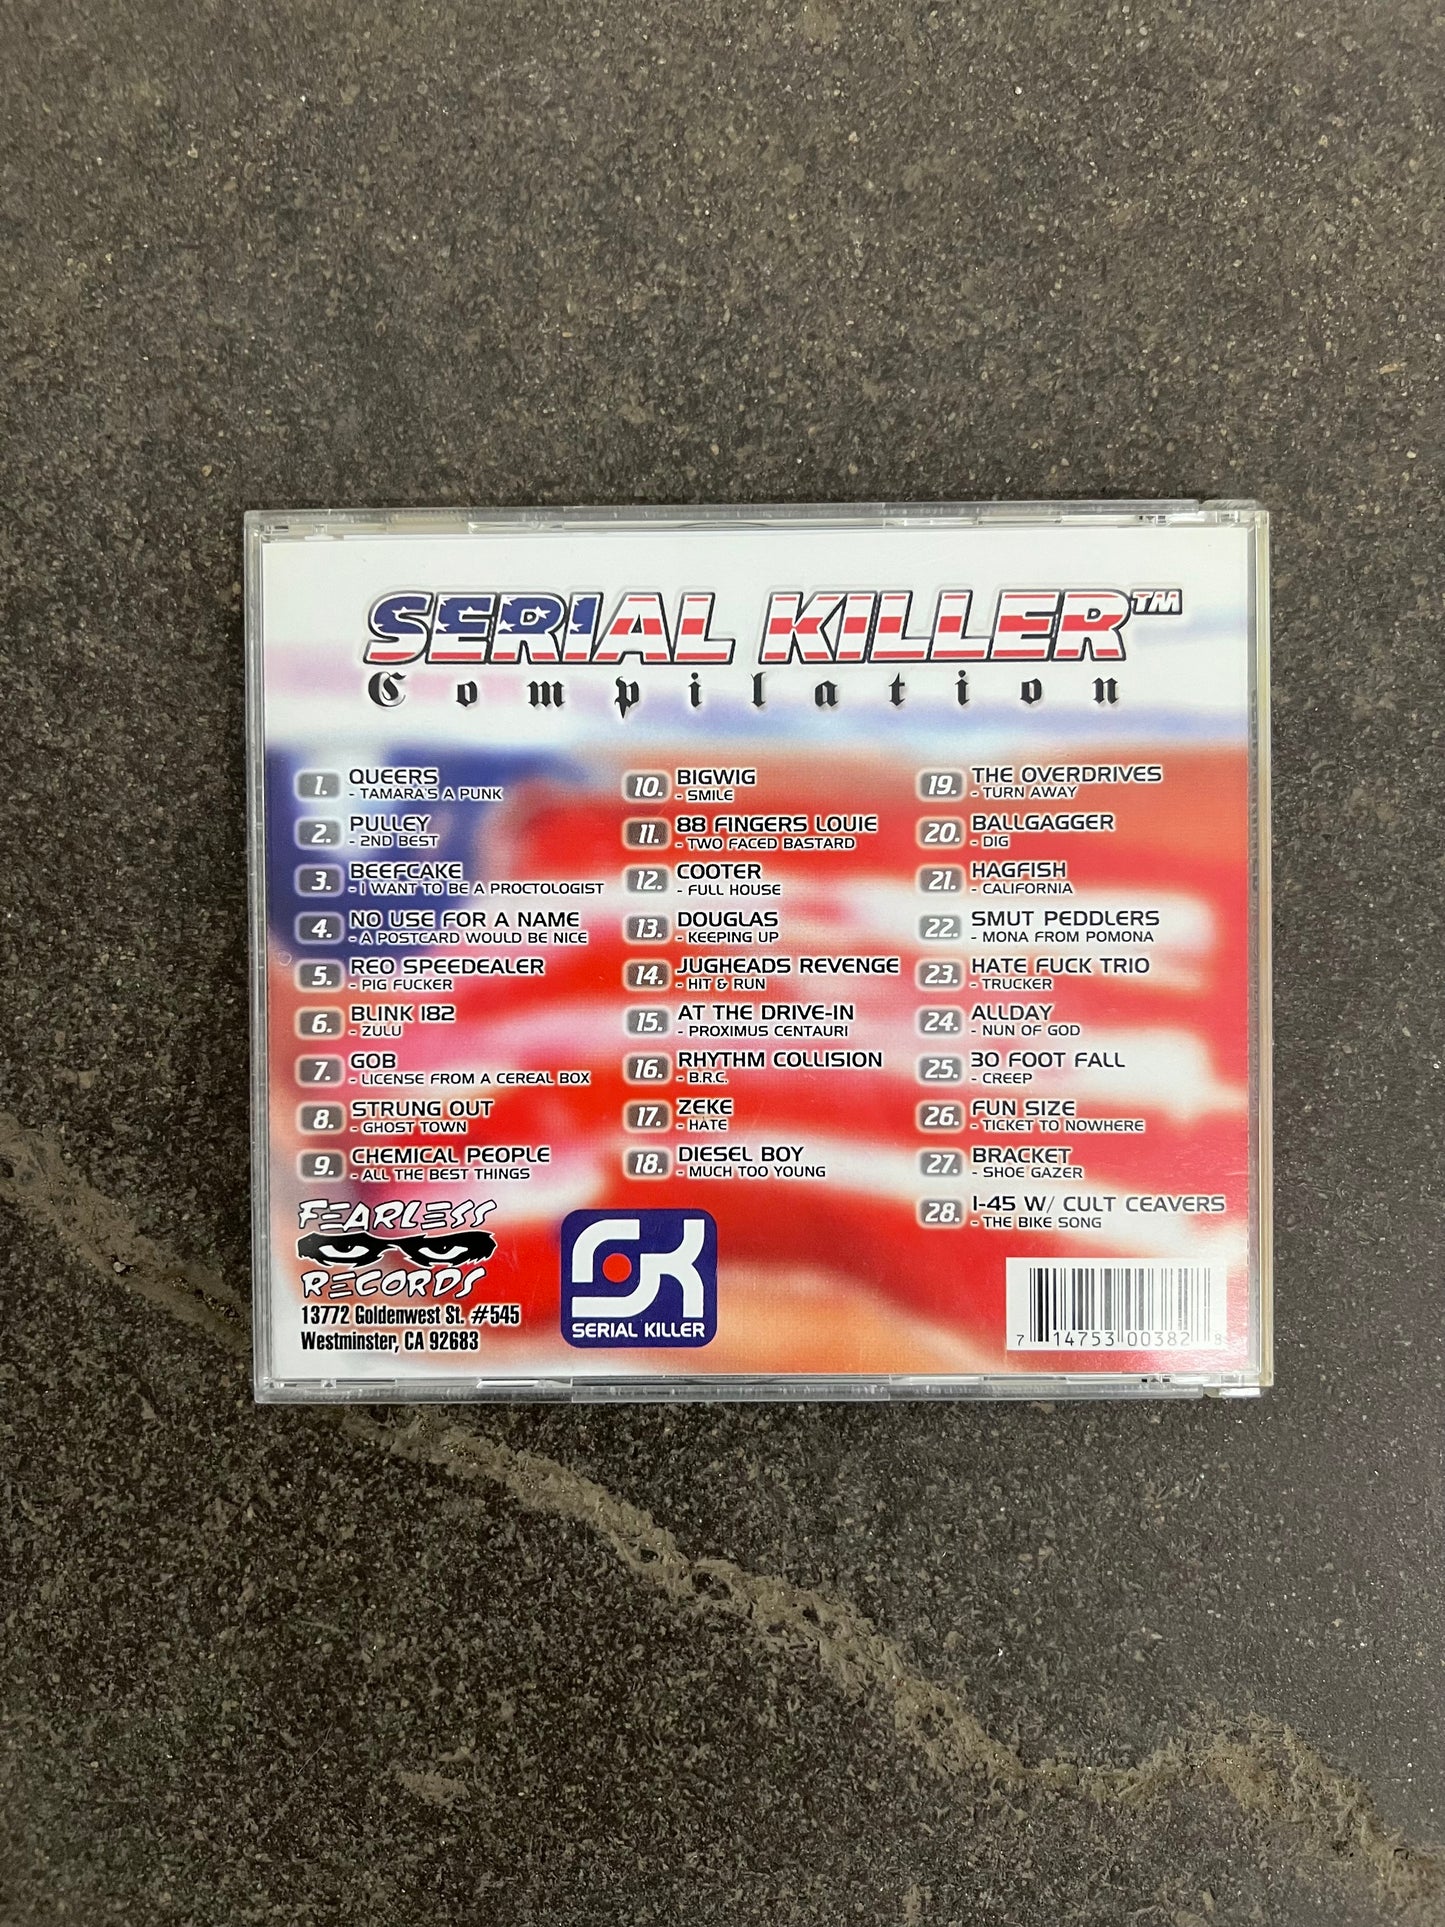 SERIAL KILLER™
Compilation
1. QUEERS
- TAMARA'S A PUNK
2. PULLEY
- 2ND BEST
3. BEEFCAKE
- I WANT TO BE A PROCTOLOGIST
4. NO USE FOR A NAME
- A POSTCARD WOULD BE NICE
5. REO SPEEDEALER
- PIG FUCKER
6. BLINK 182
- ZULU
7. GOB
- LICENSE FROM A CEREAL BOX
8. STRUNG OUT
- GHOST TOWN
9. CHEMICAL PEOPLE
- ALL THE BEST THINGS
10. BIGWIG
- SMILE
11. 88 FINGERS LOUIE
- TWO FACED BASTARD
12. COOTER
- FULL HOUSE
13. DOUGLAS
- KEEPING UP
14. JUGHEADS REVENGE
- HIT & RUN
15. AT THE DRIVE-IN
- PROXIMUS CENTAURI
16. RHYTHM COLLISION
- B.R.C.
17. ZEKE
- HATE
18. DIESEL BOY
- MUCH TOO YOUNG
19. THE OVERDRIVES
- TURN AWAY
20. BALLGAGGER
- DIG
21. HAGFISH
- CALIFORNIA
22. SMUT PEDDLERS
- MONA FROM POMONA
23. HATE FUCK TRIO
- TRUCKER
24. ALLDAY
- NUN OF GOD
25. 30 FOOT FALL
- CREEP
26. FUN SIZE
- TICKET TO NOWHERE
27. BRACKET
- SHOE GAZER
28. I-45 W/ CULT CEAVERS
- THE BIKE SONG
FEARLESS
RECORDS
13772 Goldenwest St. #545
Westminster, CA 92683
SK
SERIAL KILLER
7 14753 00382 8